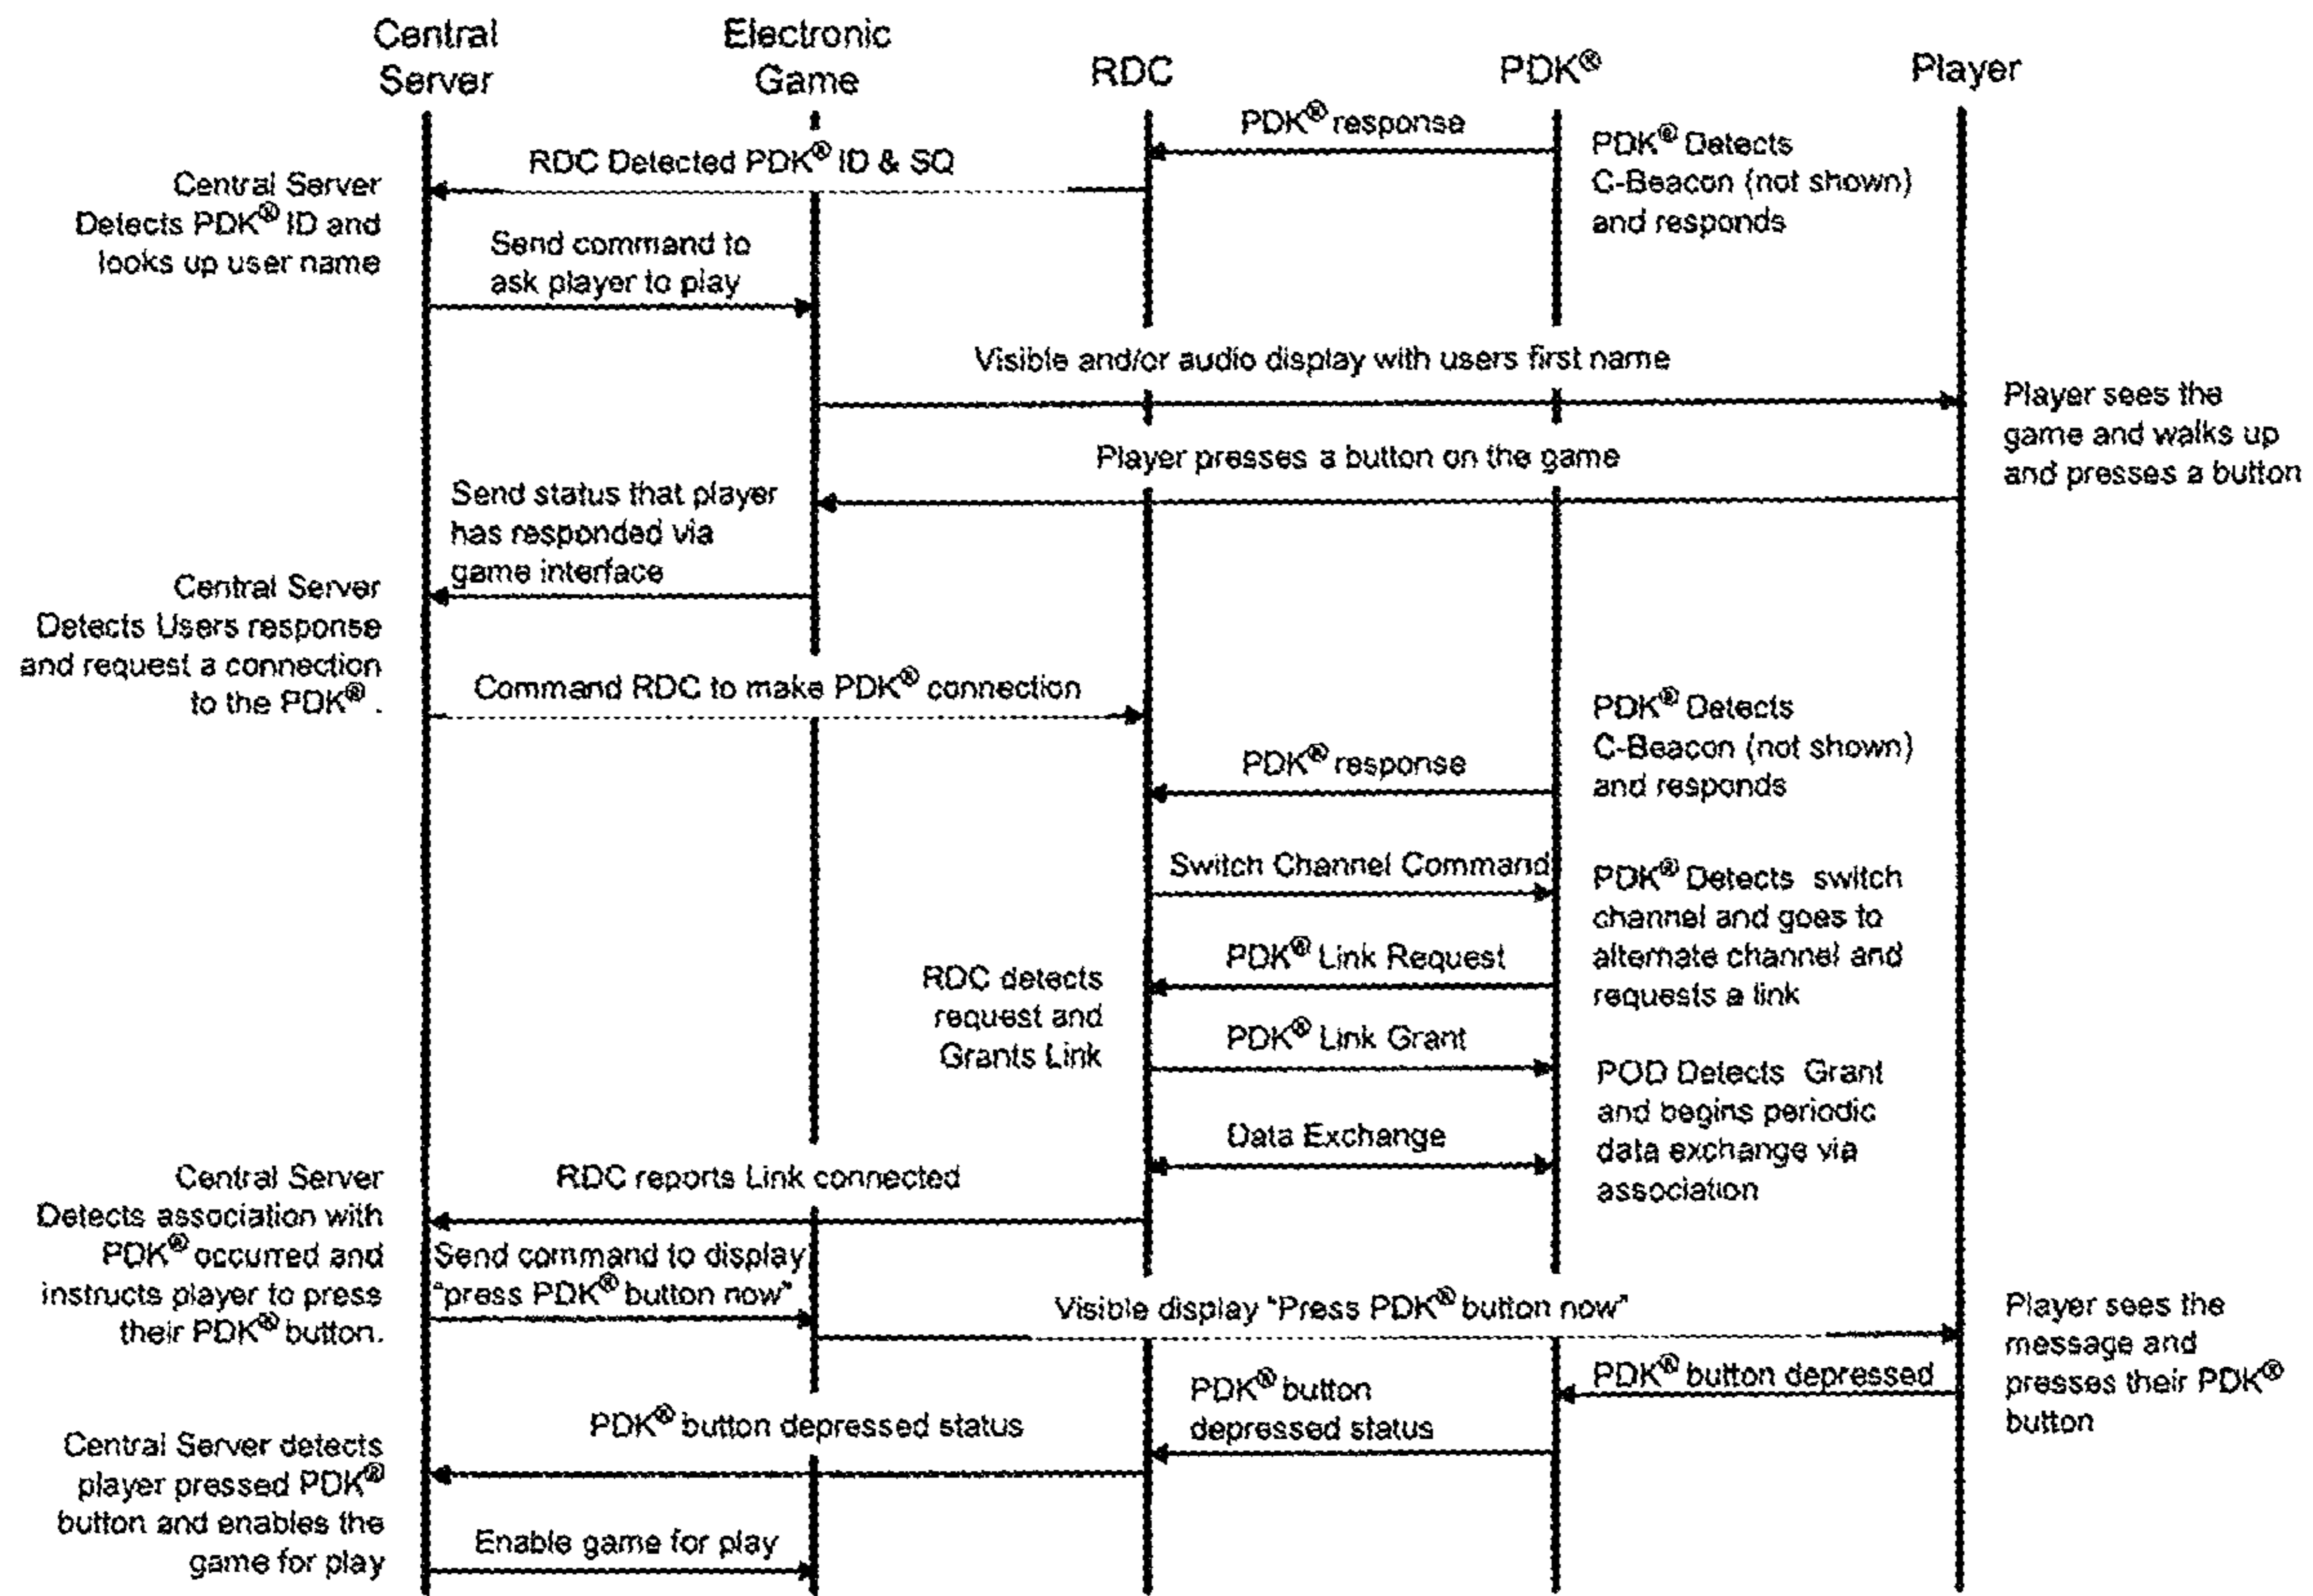 Central
Server
Electronic
Game
RDC
PDK®
Player
PDK® response
PDK® Detects
C-Beacon (not shown)
and responds
RDC Detected PDK® ID & SQ
Central Server
Detects PDK® ID and
looks up user name
Send command to
ask player to play
Visible and/or audio display with users first name
Player sees the
game and walks up
and presses a button
Player presses a button on the game
Send status that player
has responded via
game interface
Central Server
Detects Users response
and request a connection
to the PDK® .
Command RDC to make PDK® connection
PDK® Detects
C-Beacon (not shown)
and responds
PDK® response
Switch Channel Command
PDK® Detects switch
channel and goes to
alternate channel and
requests a link
PDK® Link Request
RDC detects
request and
Grants Link
PDK® Link Grant
POD Detects Grant
and begins periodic
data exchange via
association
Data Exchange
RDC reports Link connected
Central Server
Detects association with
PDK® occurred and
instructs player to press
their PDK® button.
Send command to display
"press PDK® button now"
Visible display "Press PDK® button now"
Player sees the
message and
presses their PDK®
button
PDK® button depressed
PDK® button
depressed status
PDK® button depressed status
Central Server detects
player pressed PDK®
button and enables the
game for play
Enable game for play